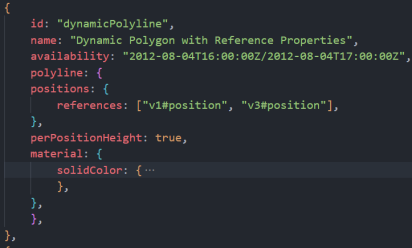 {
id: "dynamicPolyline",
name: "Dynamic Polygon with Reference Properties",
availability: "2012-08-04T16:00:00Z/2012-08-04T17:00:00Z",
polyline: {
positions: {
references: ["v1#position", "v3#position"],
},
perPositionHeight: true,
material: {
solidColor: {⋯
},
},
},
},